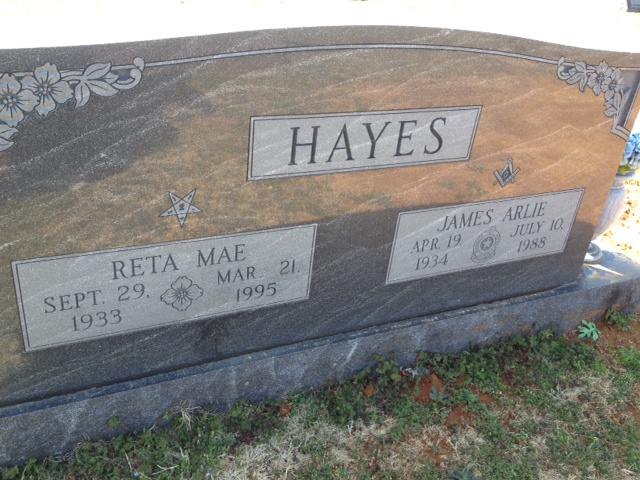 HAYES
RETA MAE
SEPT. 29, MAR. 21,
1933 1995
JAMES ARLIE
APR. 19 JULY 10,
1934 1988